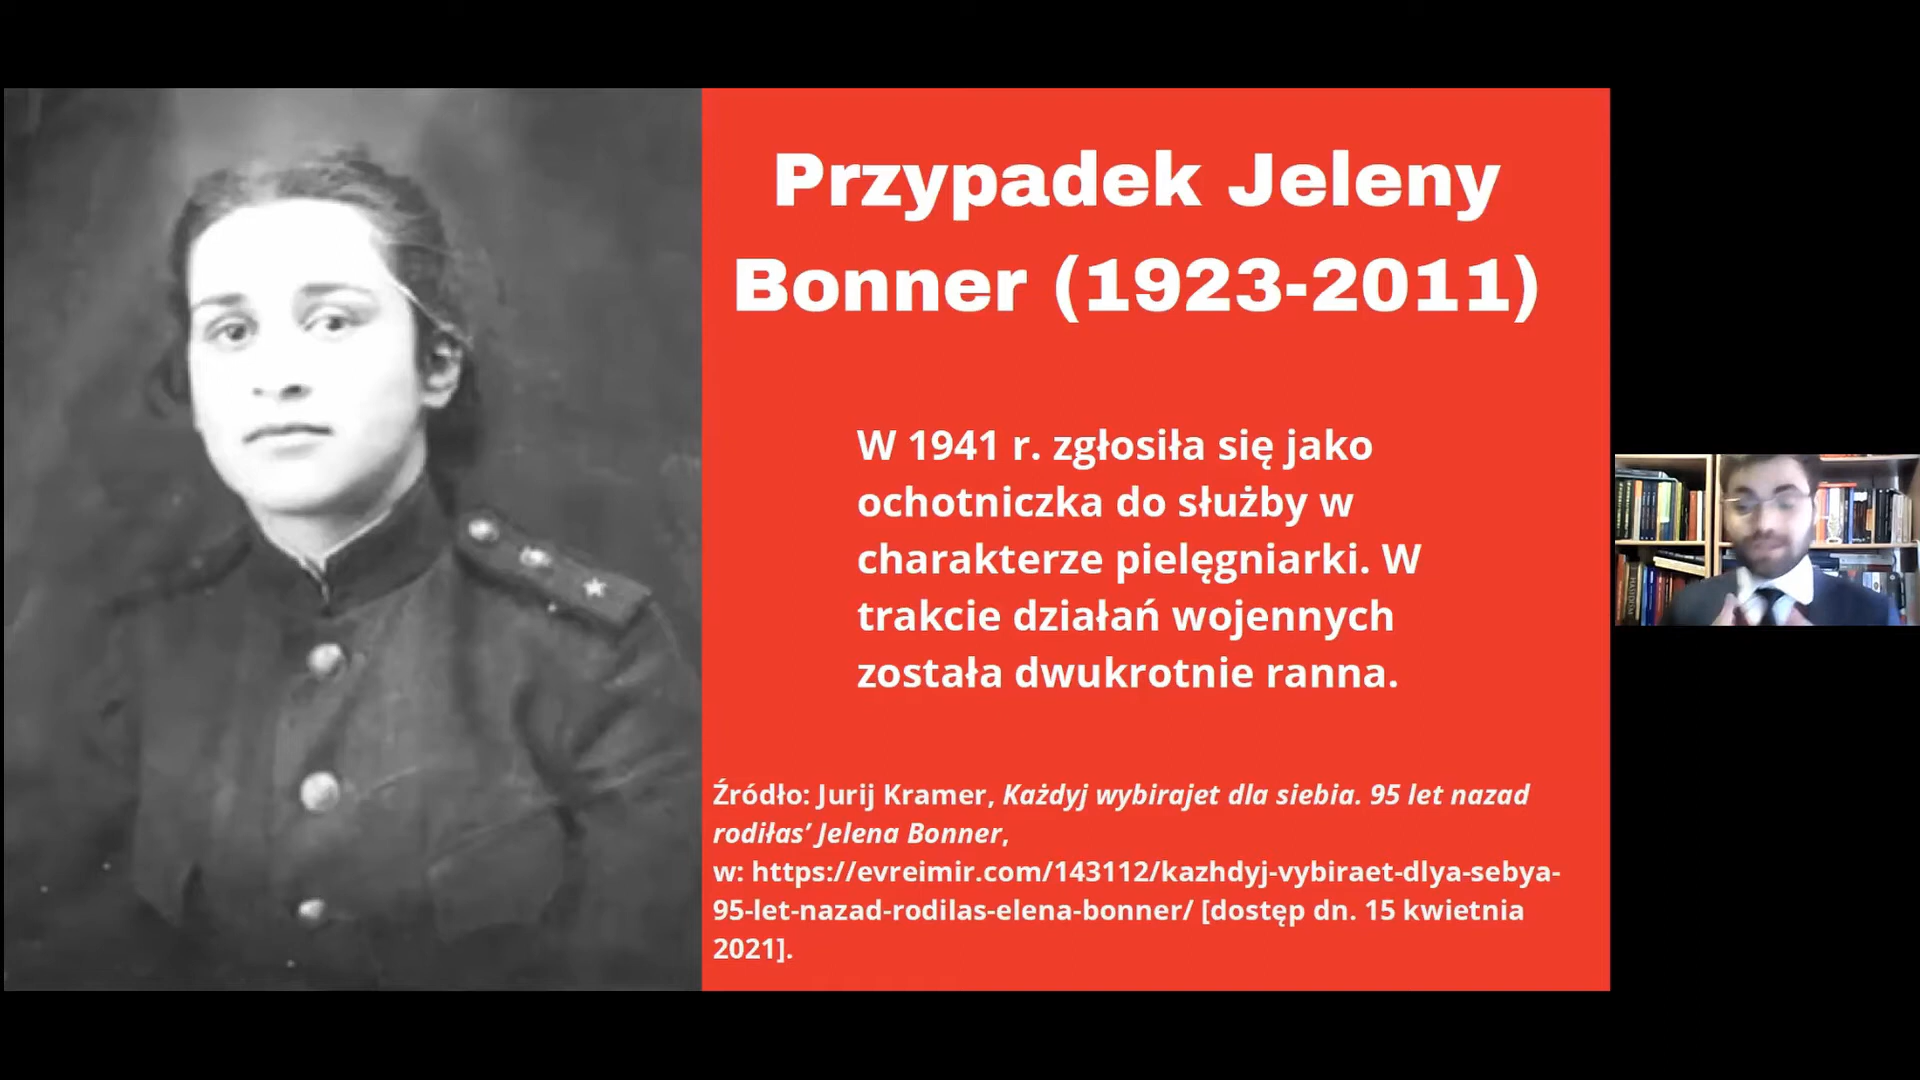 Przypadek Jeleny
Bonner (1923-2011)
W 1941 r. zgłosiła się jako
ochotniczka do służby w
charakterze pielęgniarki. W
trakcie działań wojennych
została dwukrotnie ranna.
Źródło: Jurij Kramer, Każdyj wybirajet dla siebia. 95 let nazad
rodiłas’ Jelena Bonner,
w: https://evreimir.com/143112/kazhdyj-vybiraet-dlya-sebya-
95-let-nazad-rodilas-elena-bonner/ [dostęp dn. 15 kwietnia
2021].